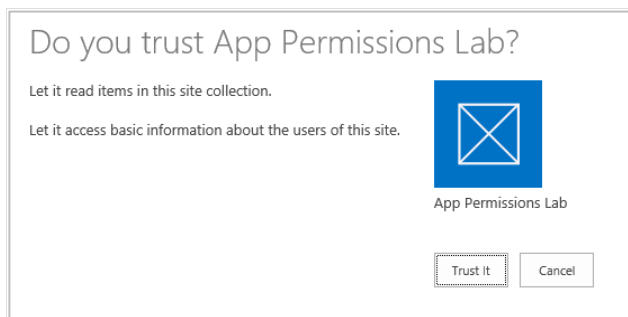 Do you trust App Permissions Lab?
Let it read items in this site collection.
Let it access basic information about the users of this site.
App Permissions Lab
Trust It
Cancel